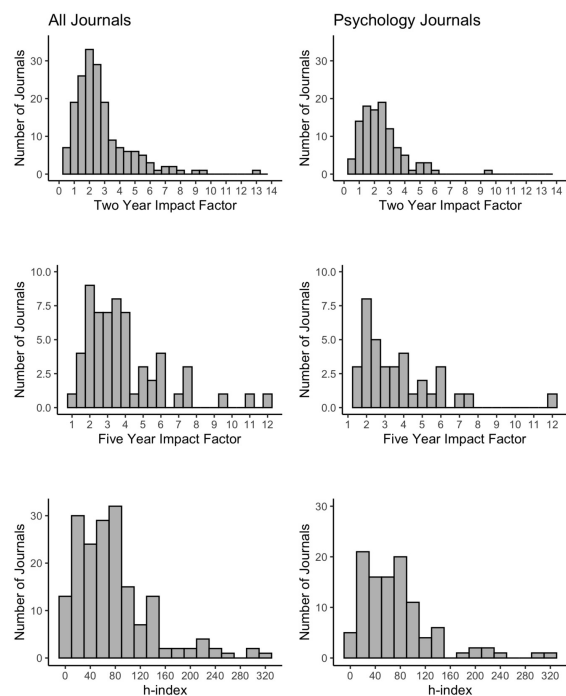 All Journals
Psychology Journals
Number of Journals
30
20
10
0
0 1 2 3 4 5 6 7 8 9 10 11 12 13 14
Two Year Impact Factor
Number of Journals
30
20
10
0
0 1 2 3 4 5 6 7 8 9 10 11 12 13 14
Two Year Impact Factor
Number of Journals
10.0
7.5
5.0
2.5
0.0
1 2 3 4 5 6 7 8 9 10 11 12
Five Year Impact Factor
Number of Journals
10.0
7.5
5.0
2.5
0.0
1 2 3 4 5 6 7 8 9 10 11 12
Five Year Impact Factor
Number of Journals
30
20
10
0
0 40 80 120 160 200 240 280 320
h-index
Number of Journals
30
20
10
0
0 40 80 120 160 200 240 280 320
h-index